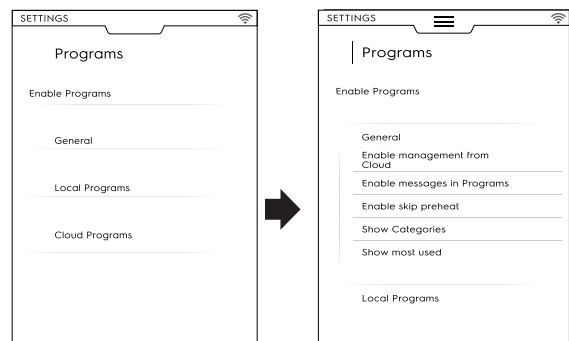 SETTINGS
Programs
Enable Programs
General
Local Programs
Cloud Programs
SETTINGS
Programs
Enable Programs
General
Enable management from
Cloud
Enable messages in Programs
Enable skip preheat
Show Categories
Show most used
Local Programs